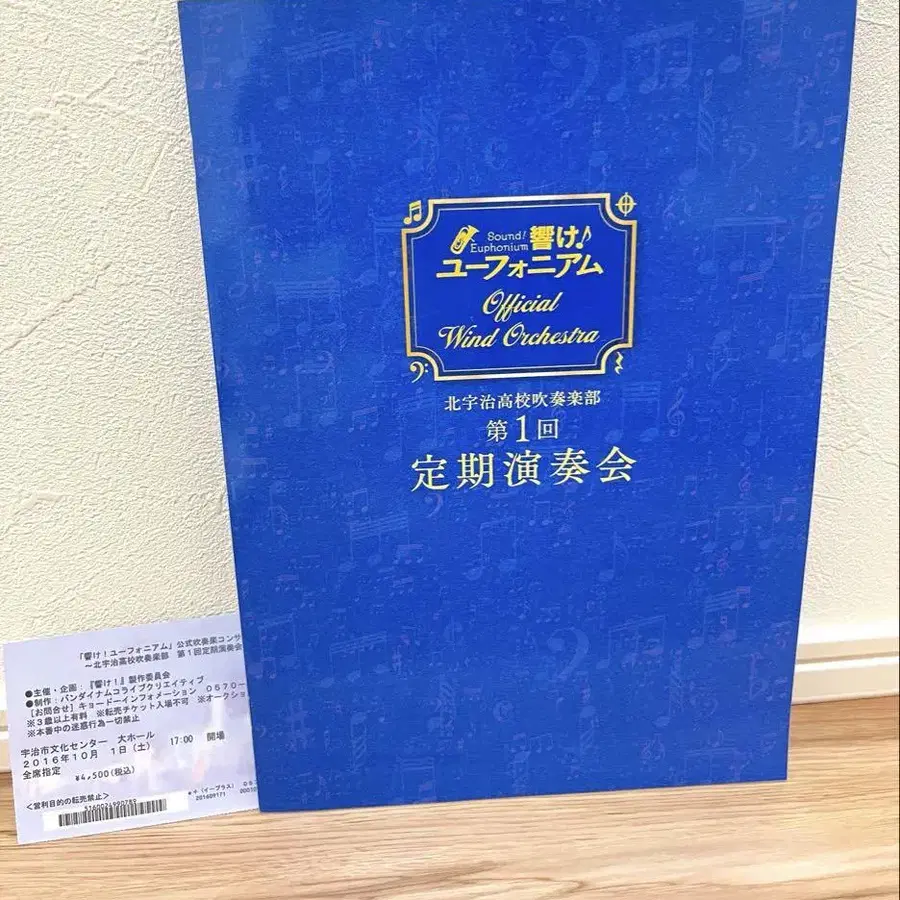 Sound!
Euphonium
響け♪
ユーフォニアム
Official
Wind Orchestra
北宇治高校吹奏楽部
第1回
定期演奏会
「響け!ユーフォニアム」公式吹奏楽コンサ
~北宇治高校吹奏楽部 第1回定期演奏会
●主催・企画:『響け!』製作委員会
●制作:バンダイナムコライブクリエイティブ
[お問合せ]キョードーインフォメーション 0570-
※3歳以上有料 ※転売チケット入場不可 ※オークショ
※本番中の迷惑行為一切禁止
宇治市文化センター 大ホール
2016年10月 1日(土) 17:00 開場
全席指定 ¥4,500(税込)
<営利目的の転売禁止>
(イープラス)
201609171